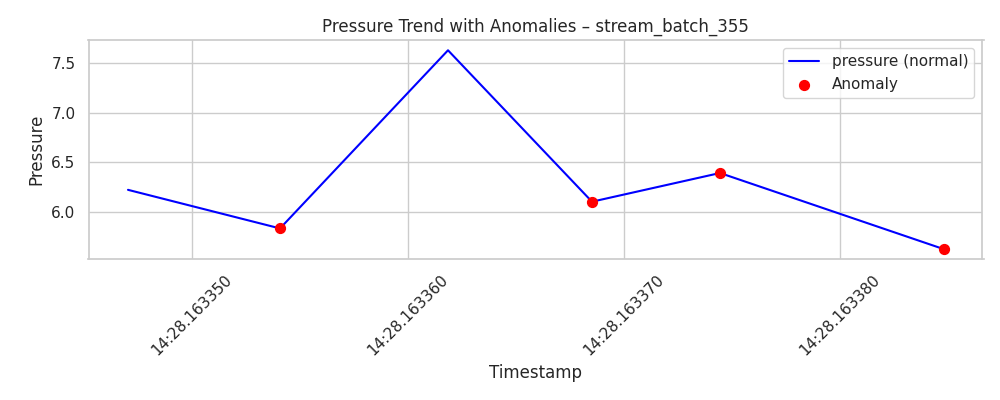 Pressure Trend with Anomalies – stream_batch_355
pressure (normal)
Anomaly
Pressure
7.5
7.0
6.5
6.0
14:28.163350
14:28.163360
14:28.163370
14:28.163380
Timestamp